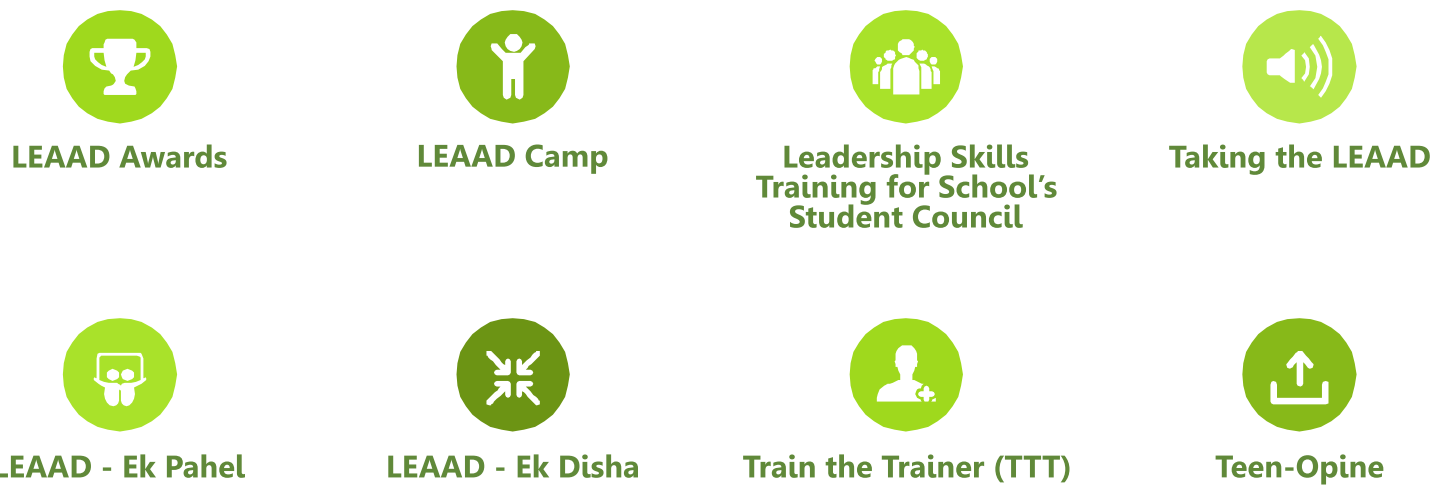 LEAAD Awards
LEAAD Camp
Leadership Skills
Training for School’s
Student Council
Taking the LEAAD
LEAAD - Ek Pahel
LEAAD - Ek Disha
Train the Trainer (TTT)
Teen-Opine